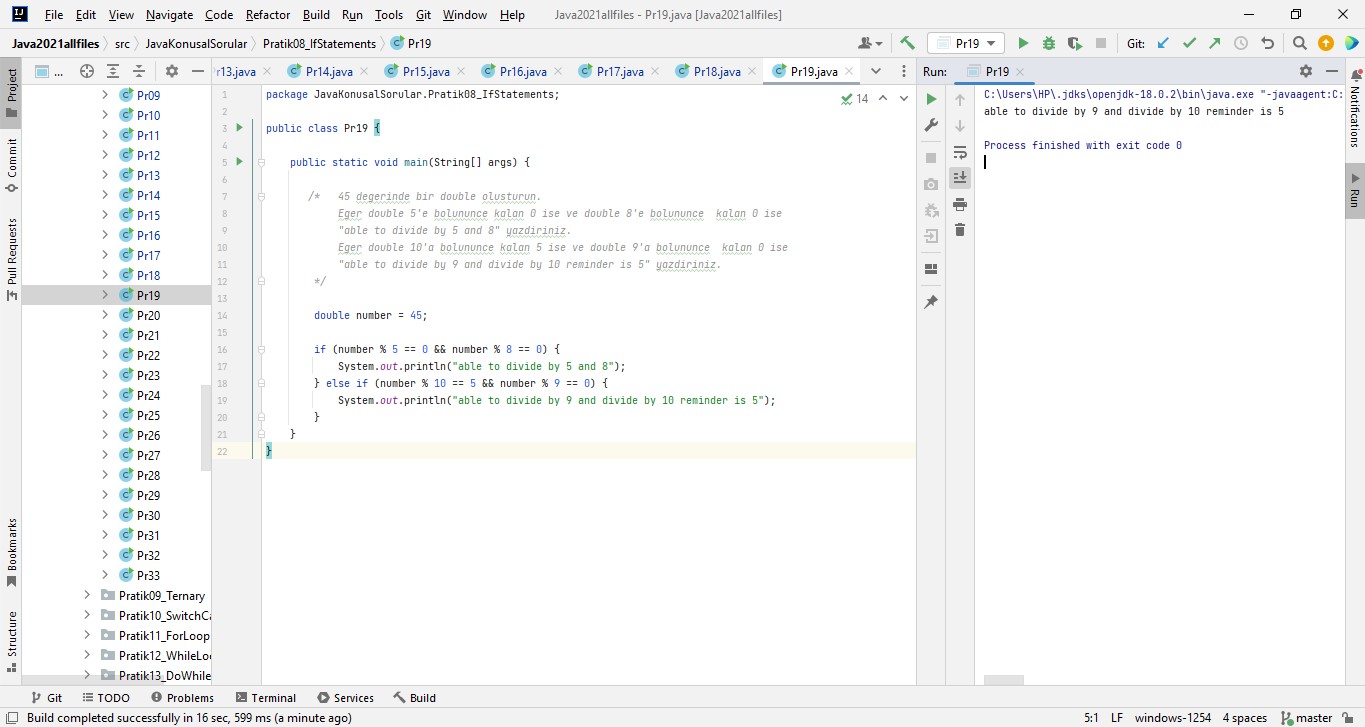 File Edit View Navigate Code Refactor Build Run Tools Git Window Help Java2021allfiles - Pr19.java [Java2021allfiles]
Java2021allfiles src JavaKonusalSorular Pratik08_IfStatements Pr19 Pr19 Git:
... r13.java Pr14.java Pr15.java Pr16.java Pr17.java Pr18.java Pr19.java Run: Pr19
Project
Commit
Pull Requests
Bookmarks
Structure
Pr09
Pr10
Pr11
Pr12
Pr13
Pr14
Pr15
Pr16
Pr17
Pr18
Pr19
Pr20
Pr21
Pr22
Pr23
Pr24
Pr25
Pr26
Pr27
Pr28
Pr29
Pr30
Pr31
Pr32
Pr33
Pratik09_Ternary
Pratik10_SwitchCa
Pratik11_ForLoop
Pratik12_WhileLoo
Pratik13_DoWhile
1 package JavaKonusalSorular.Pratik08_IfStatements;
2
3 public class Pr19 {
4
5 public static void main(String[] args) {
6
7 /* 45 degerinde bir double olusturun.
8 Eger double 5'e bolununce kalan 0 ise ve double 8'e bolununce kalan 0 ise
9 "able to divide by 5 and 8" yazdiriniz.
10 Eger double 10'a bolununce kalan 5 ise ve double 9'a bolununce kalan 0 ise
11 "able to divide by 9 and divide by 10 reminder is 5" yazdiriniz.
12 */
13
14 double number = 45;
15
16 if (number % 5 == 0 && number % 8 == 0) {
17 System.out.println("able to divide by 5 and 8");
18 } else if (number % 10 == 5 && number % 9 == 0) {
19 System.out.println("able to divide by 9 and divide by 10 reminder is 5");
20 }
21 }
22 }
14
C:\Users\HP\.jdks\openjdk-18.0.2\bin\java.exe "-javaagent:C:
able to divide by 9 and divide by 10 reminder is 5
Process finished with exit code 0
Notifications
Run
Git TODO Problems Terminal Services Build
Build completed successfully in 16 sec, 599 ms (a minute ago) 5:1 LF windows-1254 4 spaces master